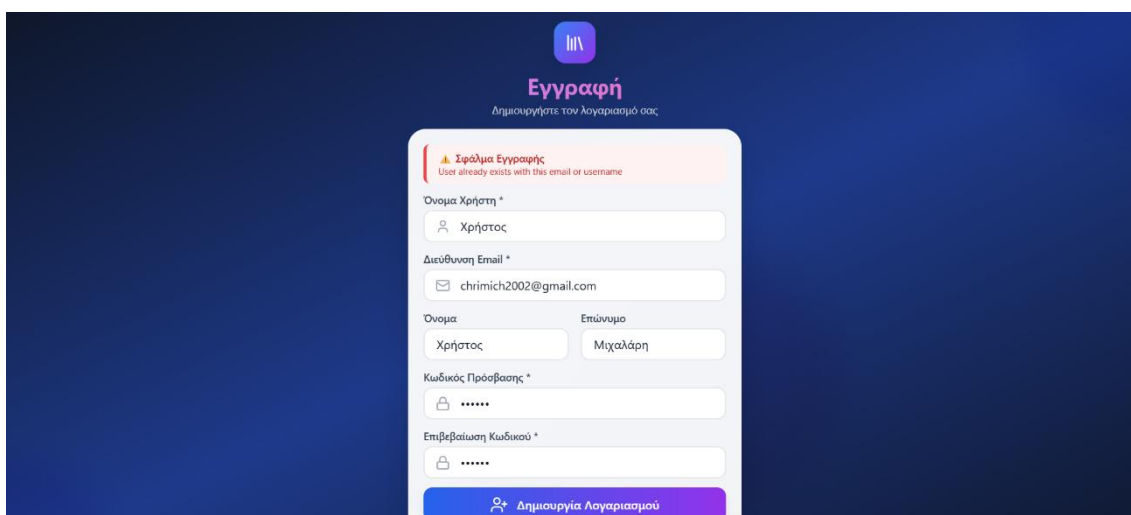 Εγγραφή
Δημιουργήστε τον λογαριασμό σας
Σφάλμα Εγγραφής
User already exists with this email or username
Όνομα Χρήστη *
Χρήστος
Διεύθυνση Email *
chrimich2002@gmail.com
Όνομα Επώνυμο
Χρήστος Μιχαλάρη
Κωδικός Πρόσβασης *
••••••
Επιβεβαίωση Κωδικού *
••••••
Δημιουργία Λογαριασμού